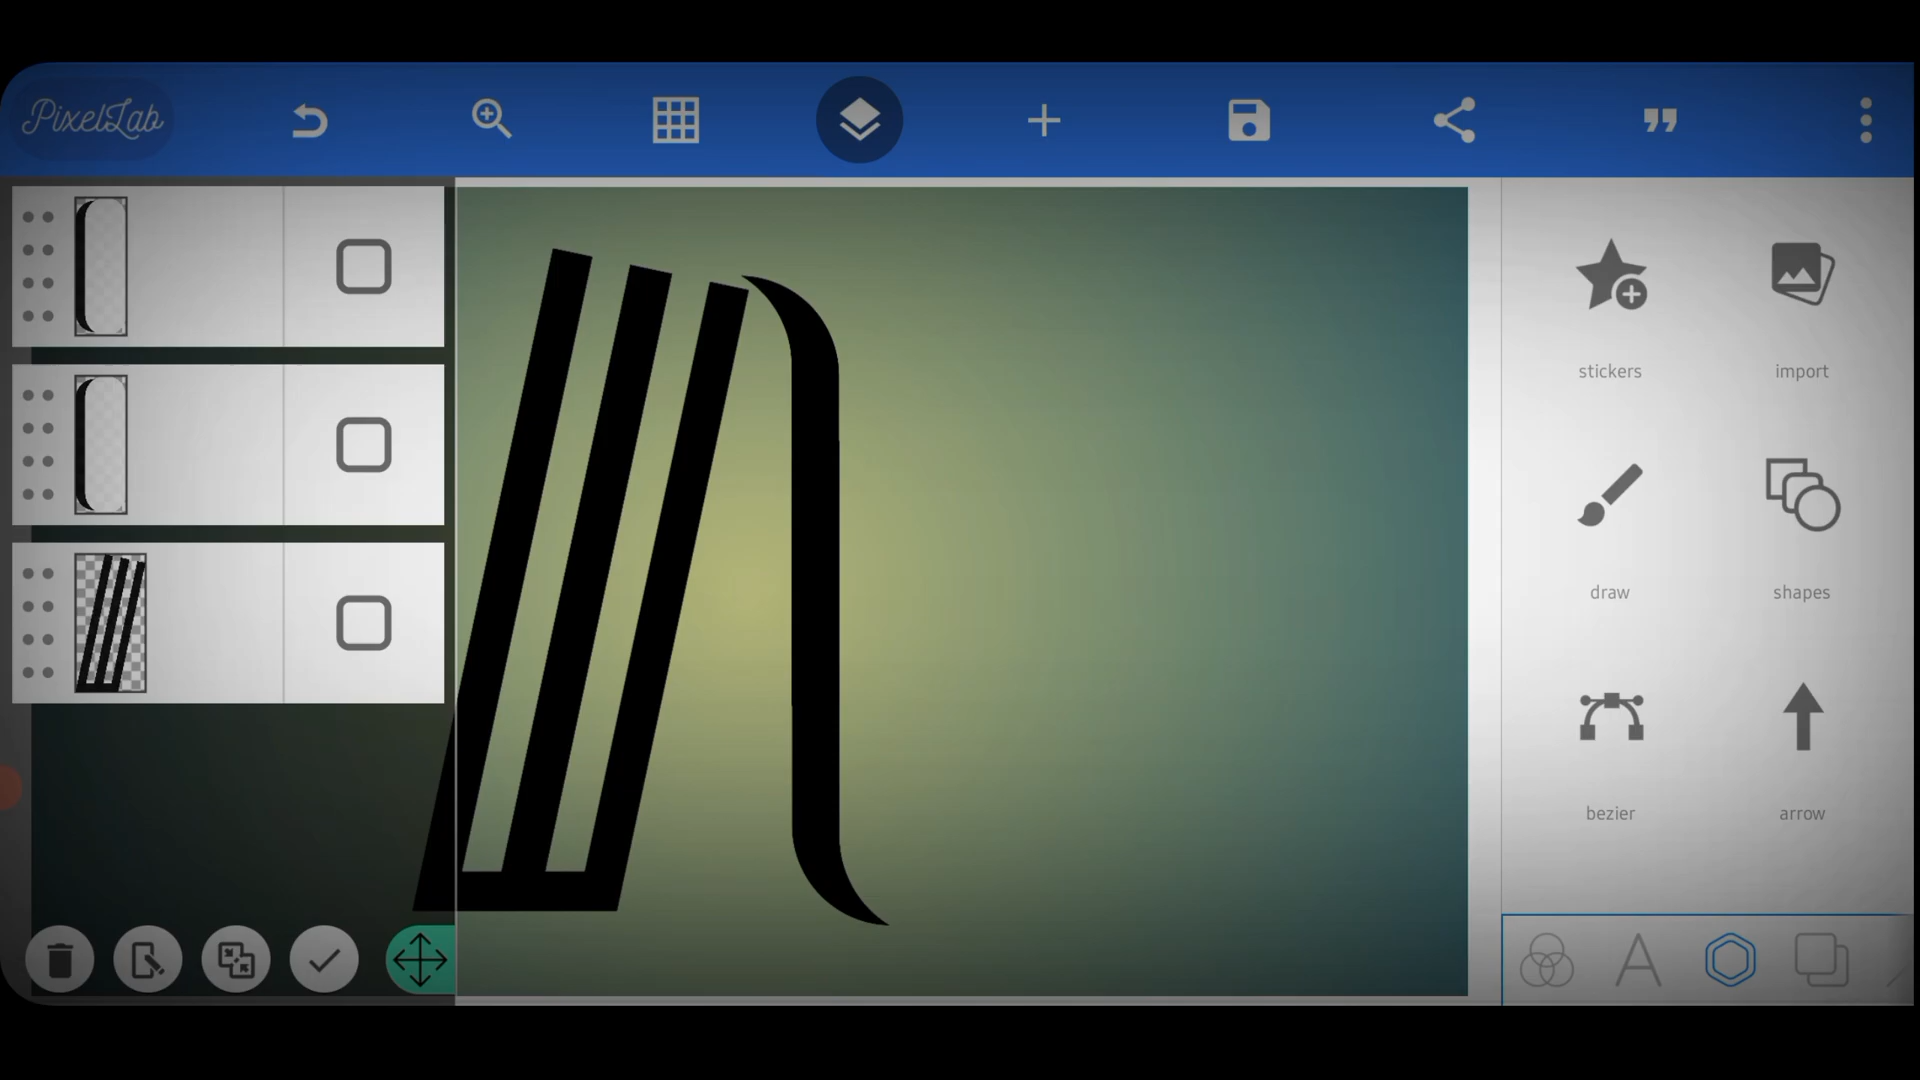 PixelLab
stickers
import
draw
shapes
bezier
arrow